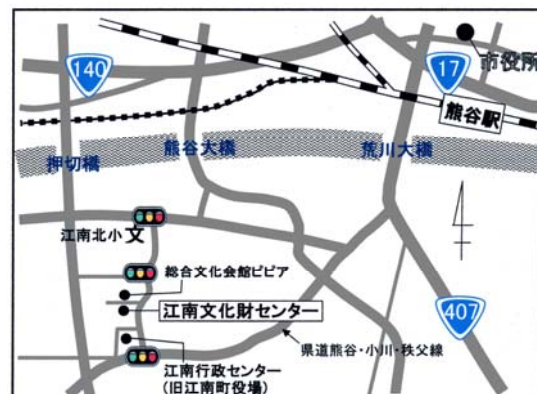 市役所
140
17
熊谷駅
押切橋
熊谷大橋
荒川大橋
江南北小
文
総合文化会館ピピア
江南文化財センター
407
県道熊谷・小川・秩父線
江南行政センター
(旧江南町役場)